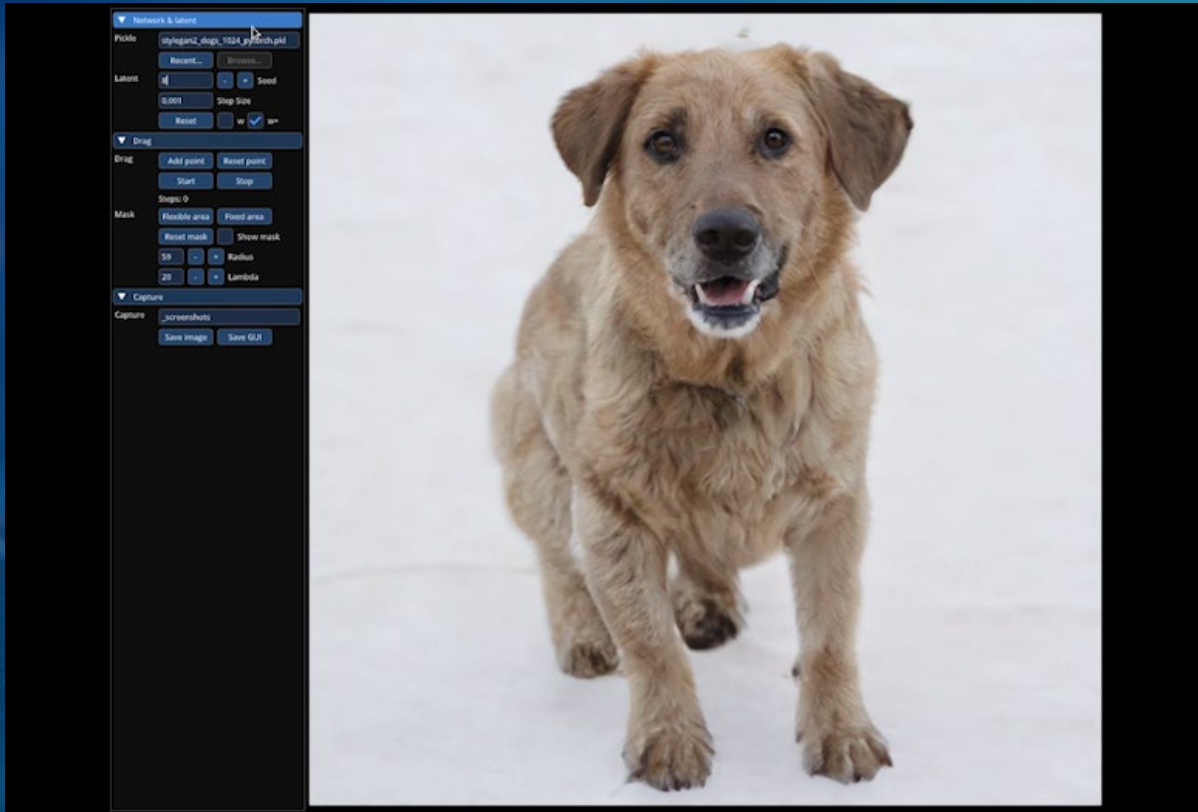 Network & latent
Pickle stylegan2_dogs_1024_pytorch.pkl
Recent... Browse...
Latent 8 - + Seed
0.001 Step Size
Reset w w+
Drag
Drag Add point Reset point
Start Stop
Steps: 0
Mask Flexible area Fixed area
Reset mask Show mask
59 - + Radius
20 - + Lambda
Capture
Capture _screenshots
Save image Save GUI